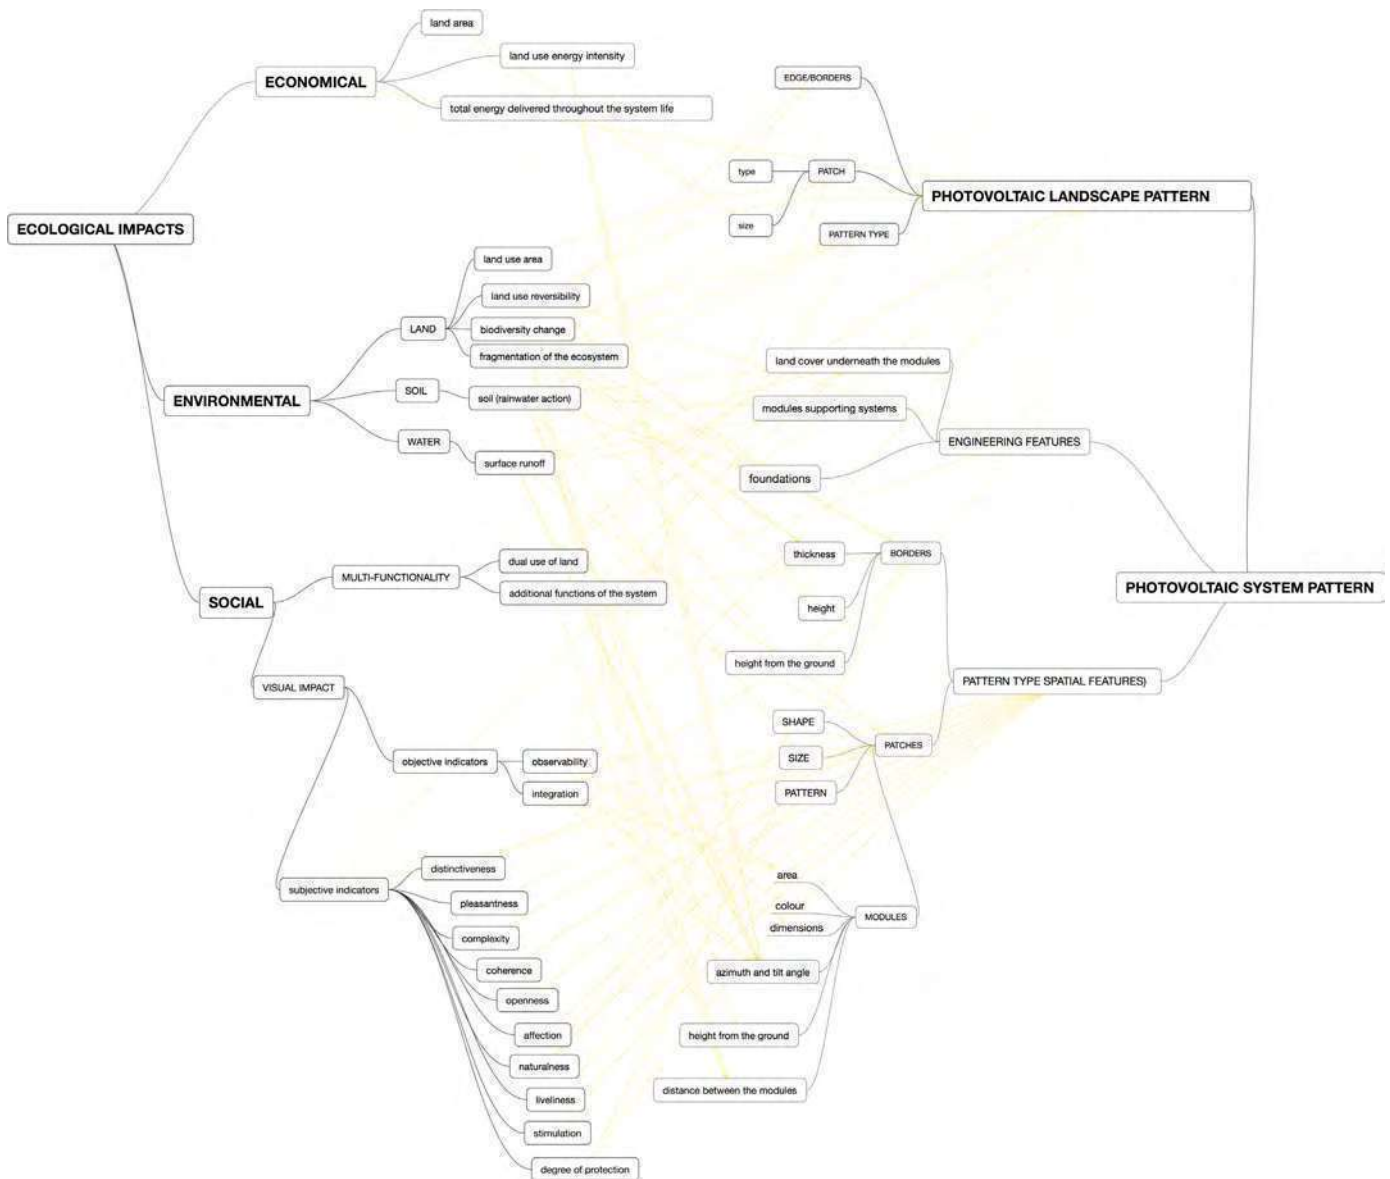 ECOLOGICAL IMPACTS
ECONOMICAL
land area
land use energy intensity
total energy delivered throughout the system life
ENVIRONMENTAL
LAND
land use area
land use reversibility
biodiversity change
fragmentation of the ecosystem
SOIL
soil (rainwater action)
WATER
surface runoff
SOCIAL
MULTI-FUNCTIONALITY
dual use of land
additional functions of the system
VISUAL IMPACT
objective indicators
observability
integration
subjective indicators
distinctiveness
pleasantness
complexity
coherence
openness
affection
naturalness
liveliness
stimulation
degree of protection
PHOTOVOLTAIC SYSTEM PATTERN
PHOTOVOLTAIC LANDSCAPE PATTERN
EDGE/BORDERS
PATCH
type
size
PATTERN TYPE
ENGINEERING FEATURES
land cover underneath the modules
modules supporting systems
foundations
PATTERN TYPE SPATIAL FEATURES)
BORDERS
thickness
height
height from the ground
PATCHES
SHAPE
SIZE
PATTERN
MODULES
area
colour
dimensions
azimuth and tilt angle
height from the ground
distance between the modules